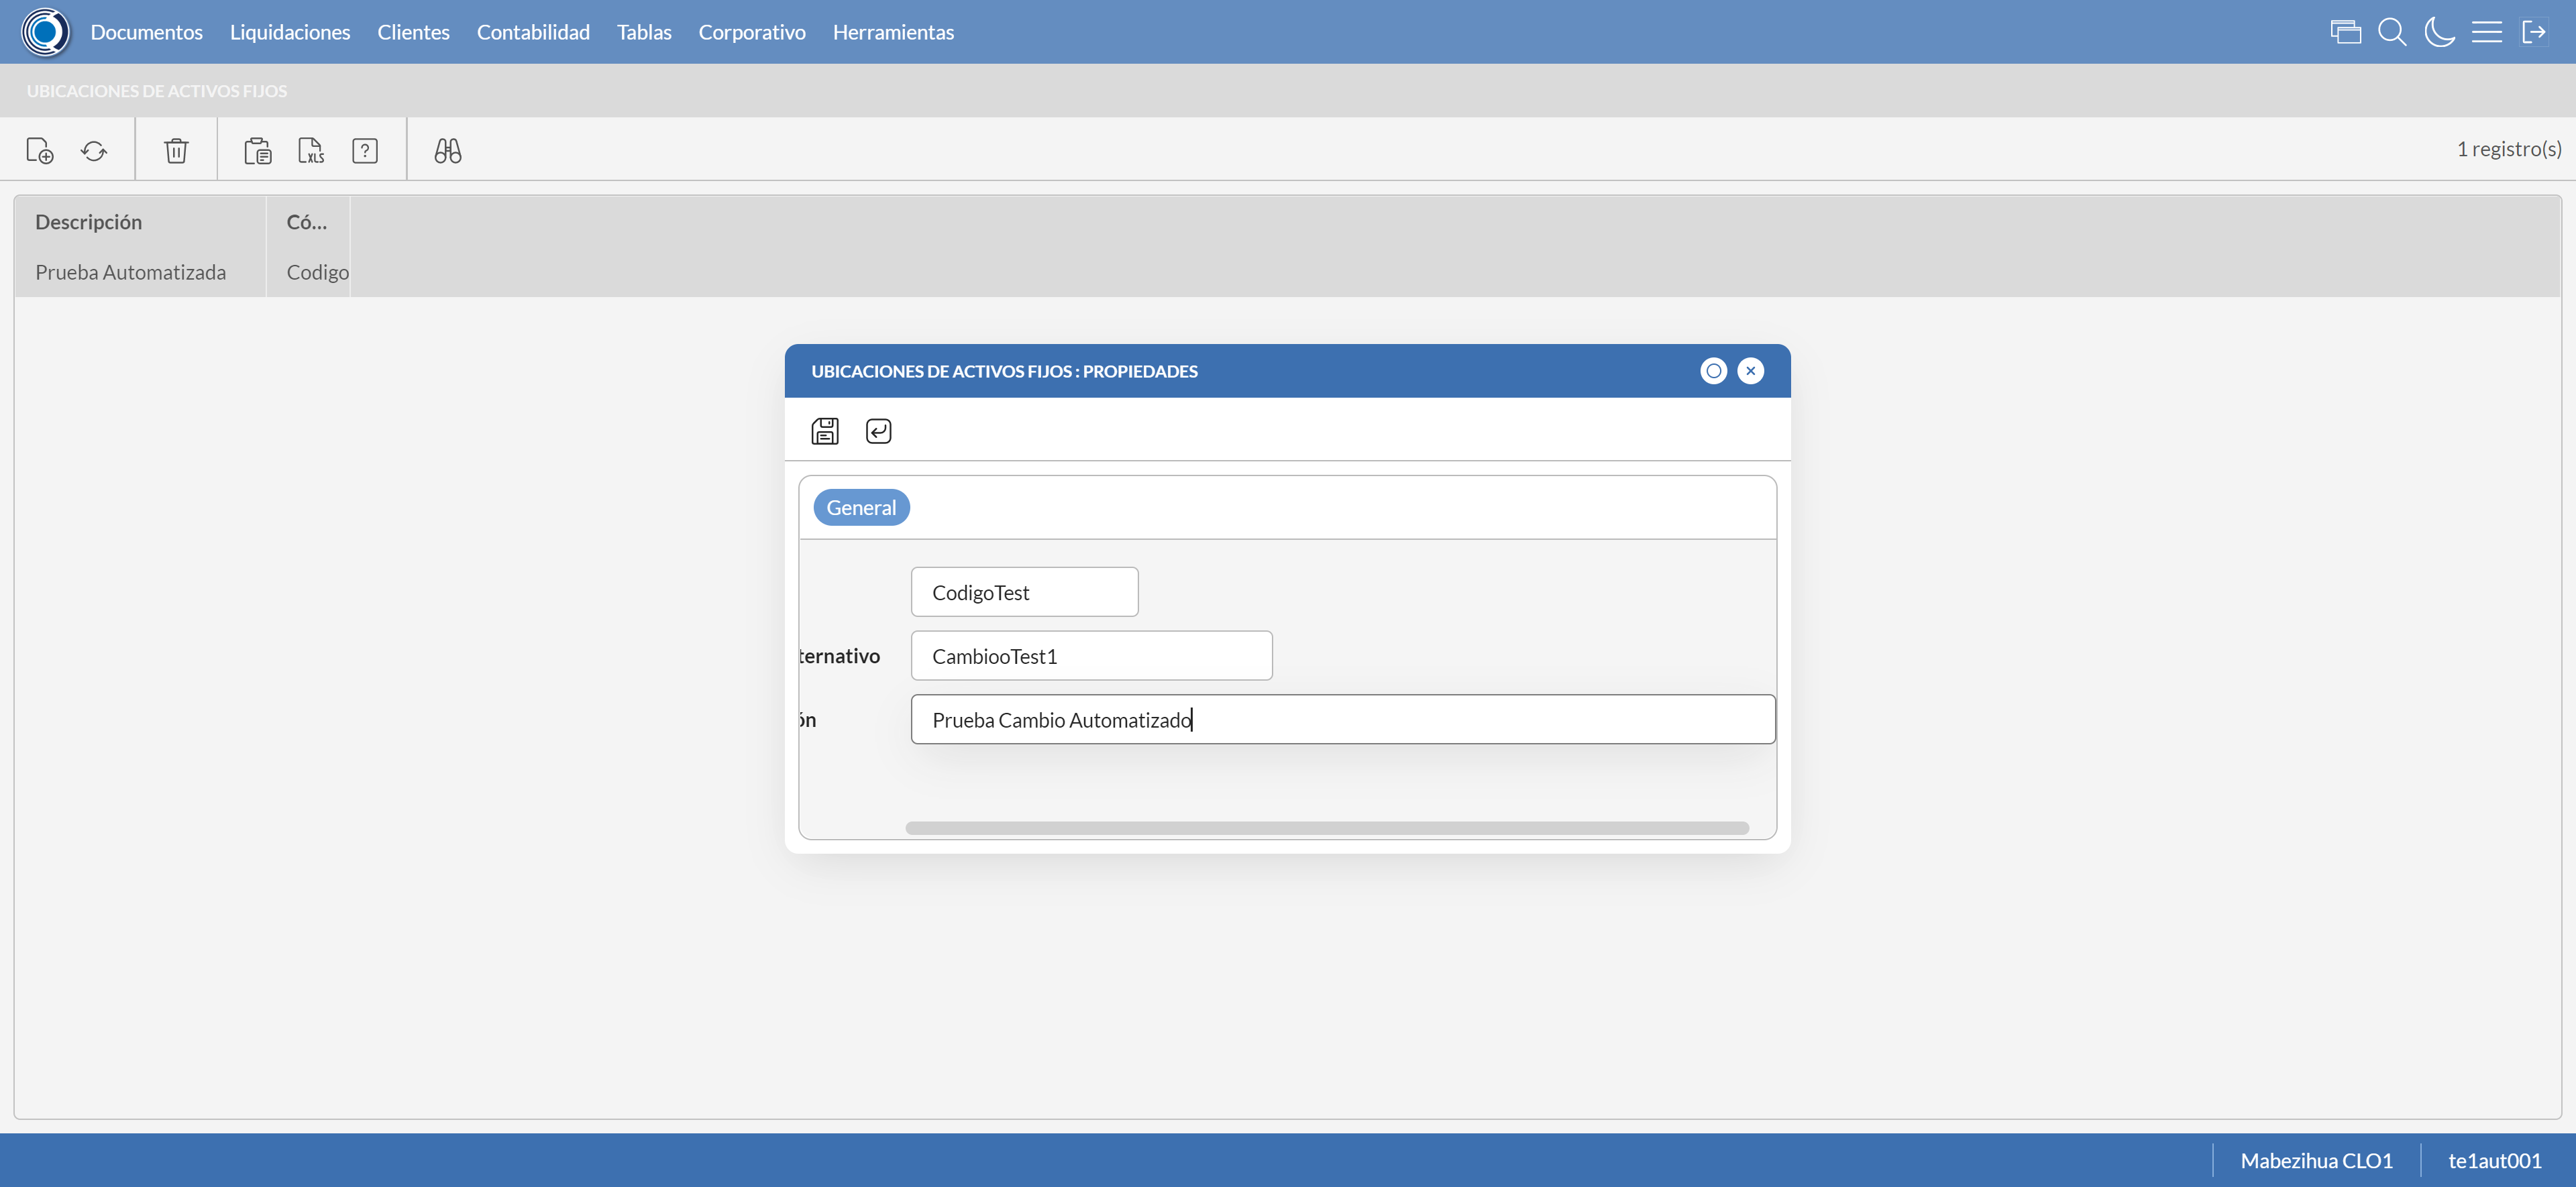 Documentos Liquidaciones Clientes Contabilidad Tablas Corporativo Herramientas
UBICACIONES DE ACTIVOS FIJOS
XLS ? 1 registro(s)
Descripción Có...
Prueba Automatizada Codigo
UBICACIONES DE ACTIVOS FIJOS : PROPIEDADES
General
CodigoTest
ternativo CambiooTest1
ón Prueba Cambio Automatizado
Mabezihua CLO1 te1aut001